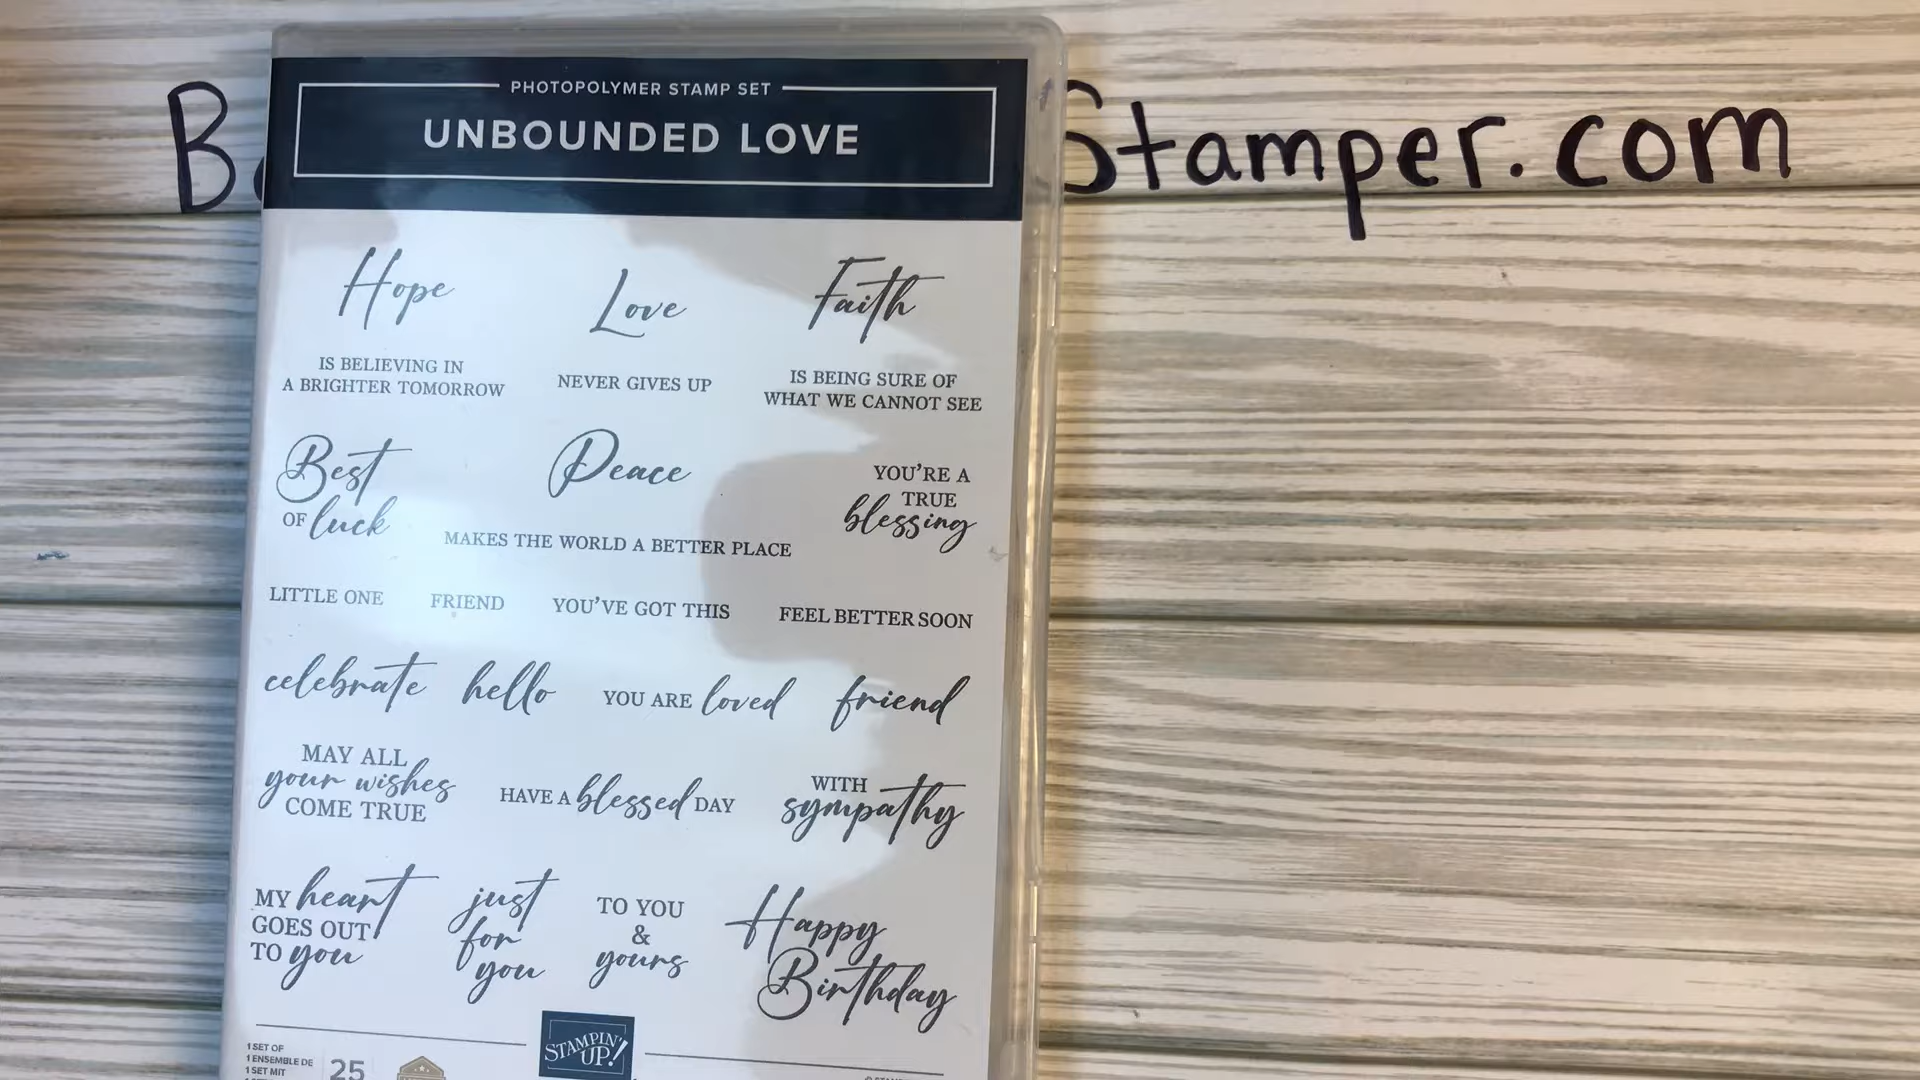 PHOTOPOLYMER STAMP SET
UNBOUNDED LOVE
Stamper.com
Hope
Love
Faith
IS BELIEVING IN
A BRIGHTER TOMORROW
NEVER GIVES UP
IS BEING SURE OF
WHAT WE CANNOT SEE
Best
OF luck
Peace
MAKES THE WORLD A BETTER PLACE
YOU'RE A
TRUE
blessing
LITTLE ONE
FRIEND
YOU'VE GOT THIS
FEEL BETTER SOON
celebrate
hello
YOU ARE loved
friend
MAY ALL
your wishes
COME TRUE
HAVE A blessed DAY
WITH
sympathy
MY heart
GOES OUT
TO you
just
for
you
TO YOU
&
yours
Happy
Birthday
STAMPIN'
UP!
1 SET OF
1 ENSEMBLE DE
1 SET MIT
25